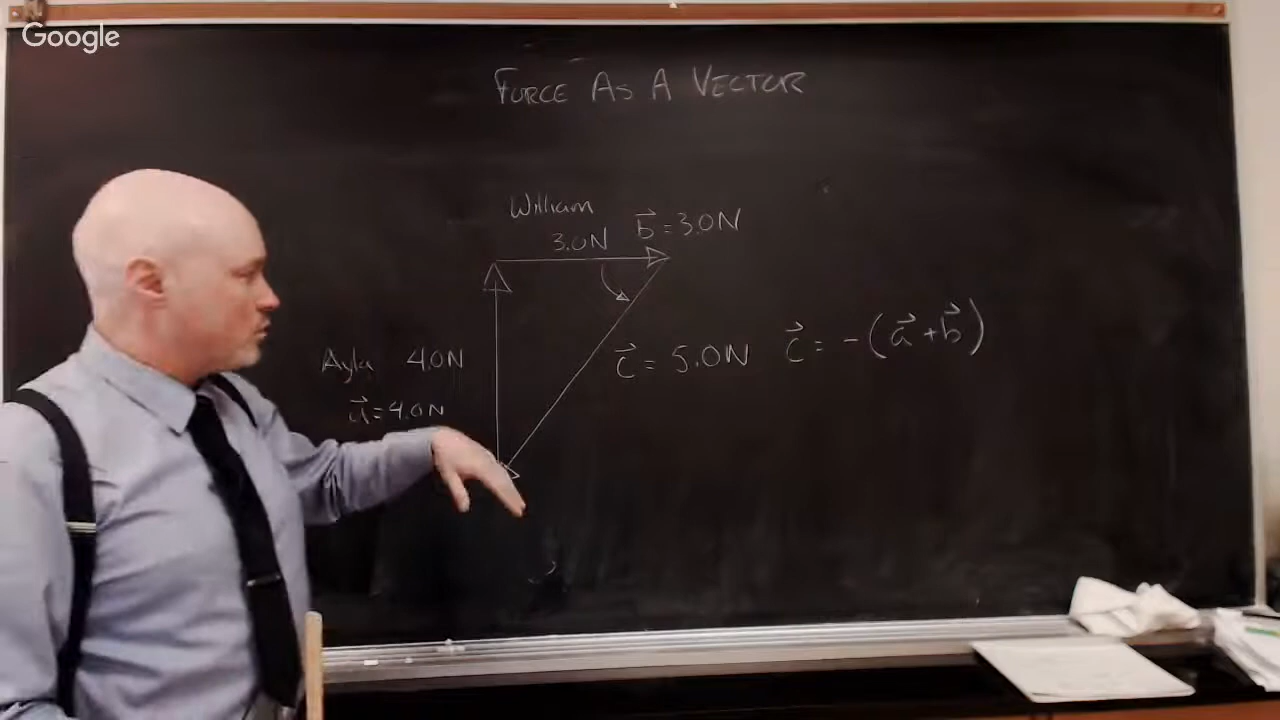 Google
FORCE AS A VECTOR
William
3.0N b⃗ = 3.0N
c⃗ = 5.0N c⃗ = -(a⃗ + b⃗)
Ayla 4.0N
a⃗ = 4.0N